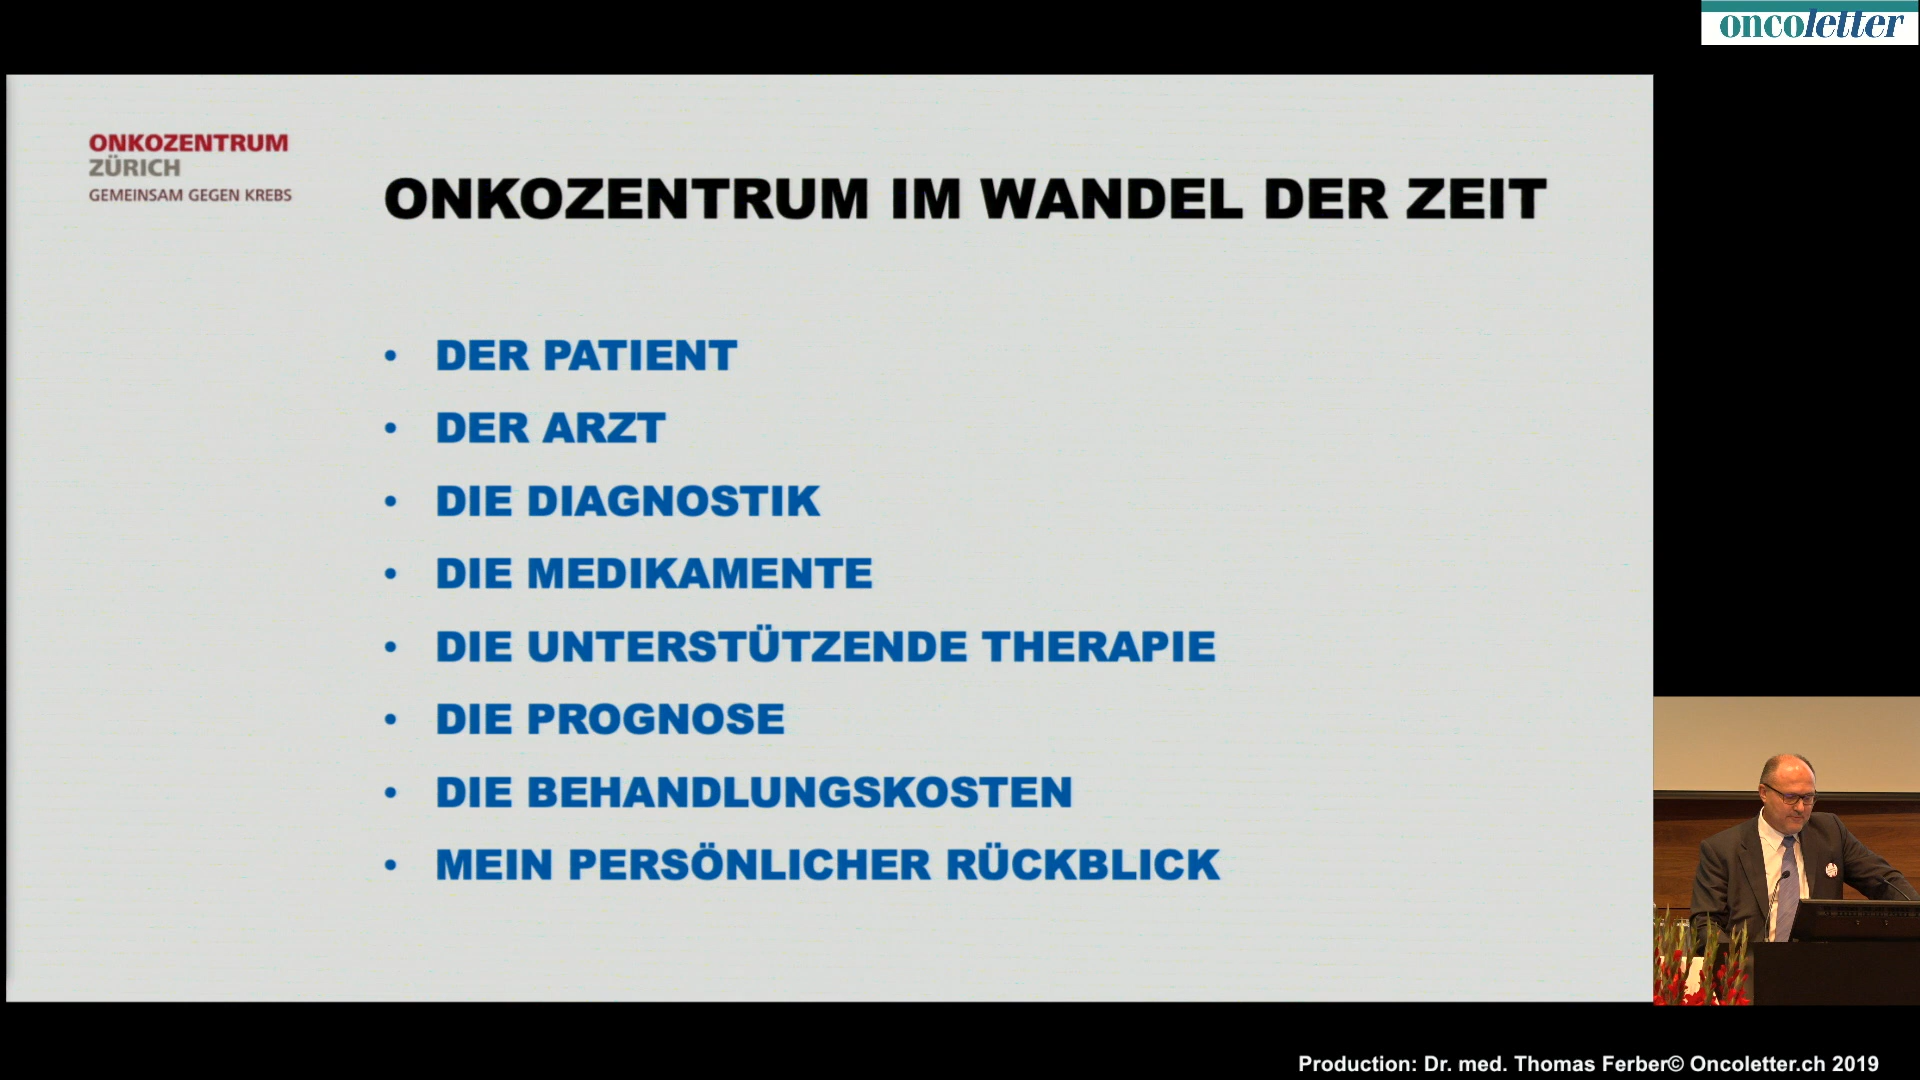 oncoletter
ONKOZENTRUM
ZÜRICH
GEMEINSAM GEGEN KREBS
ONKOZENTRUM IM WANDEL DER ZEIT
• DER PATIENT
• DER ARZT
• DIE DIAGNOSTIK
• DIE MEDIKAMENTE
• DIE UNTERSTÜTZENDE THERAPIE
• DIE PROGNOSE
• DIE BEHANDLUNGSKOSTEN
• MEIN PERSÖNLICHER RÜCKBLICK
Production: Dr. med. Thomas Ferber© Oncoletter.ch 2019